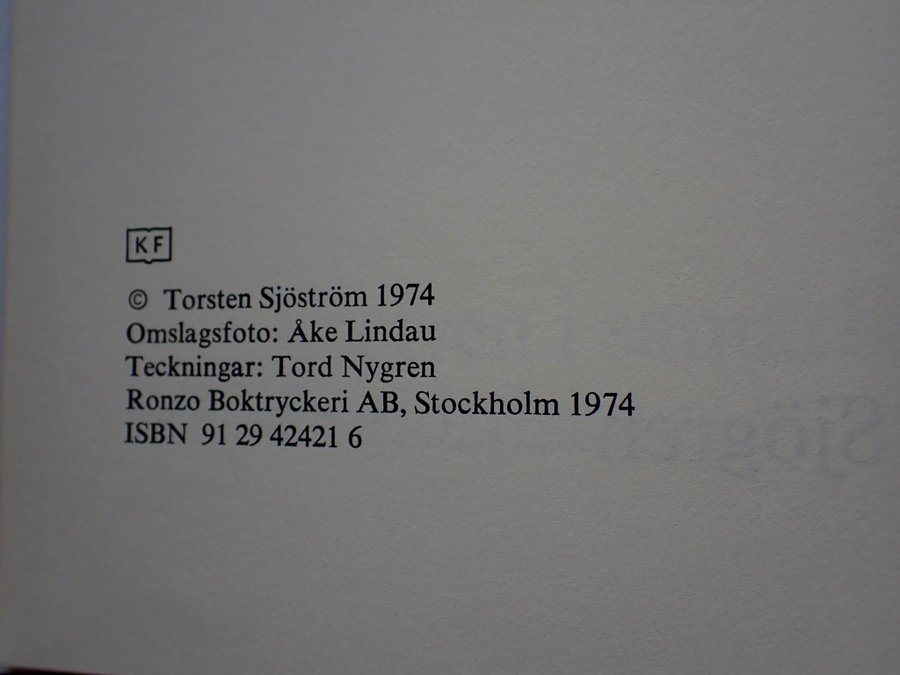 KF
© Torsten Sjöström 1974
Omslagsfoto: Åke Lindau
Teckningar: Tord Nygren
Ronzo Boktryckeri AB, Stockholm 1974
ISBN 91 29 42421 6